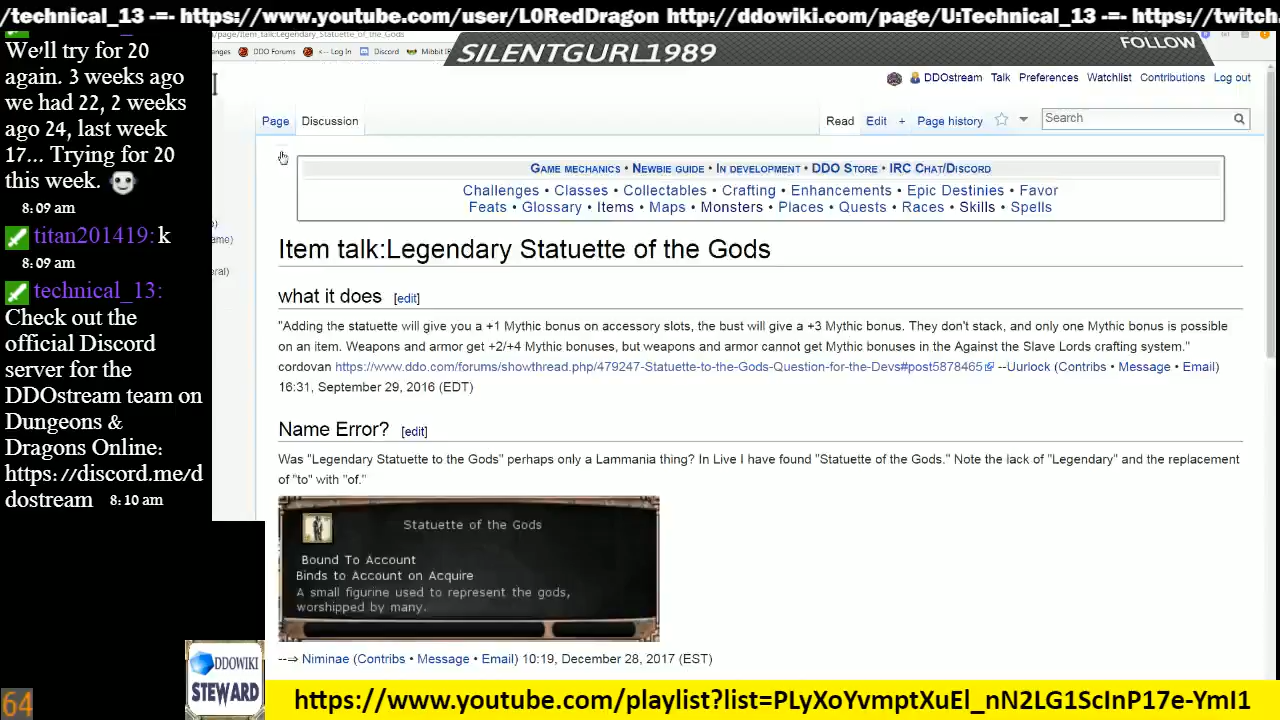 /technical_13 -=- https://www.youtube.com/user/L0RedDragon http://ddowiki.com/page/U:Technical_13 -=- https://twitch.
/page/Item_talk:Legendary_Statuette_of_the_Gods
DDO Forums
<- Log In
Discord
SILENTGURL1989
FOLLOW
We'll try for 20
again. 3 weeks ago
we had 22, 2 weeks
ago 24, last week
17... Trying for 20
this week.
8:09 am
titan201419: k
8:09 am
technical_13:
Check out the
official Discord
server for the
DDOstream team on
Dungeons &
Dragons Online:
https://discord.me/d
dostream 8:10 am
DDOstream Talk Preferences Watchlist Contributions Log out
Page Discussion Read Edit + Page history Search
Game mechanics • Newbie guide • In development • DDO Store • IRC Chat/Discord
Challenges • Classes • Collectables • Crafting • Enhancements • Epic Destinies • Favor
Feats • Glossary • Items • Maps • Monsters • Places • Quests • Races • Skills • Spells
Item talk:Legendary Statuette of the Gods
what it does [edit]
"Adding the statuette will give you a +1 Mythic bonus on accessory slots, the bust will give a +3 Mythic bonus. They don't stack, and only one Mythic bonus is possible
on an item. Weapons and armor get +2/+4 Mythic bonuses, but weapons and armor cannot get Mythic bonuses in the Against the Slave Lords crafting system."
cordovan https://www.ddo.com/forums/showthread.php/479247-Statuette-to-the-Gods-Question-for-the-Devs#post5878465 --Uurlock (Contribs • Message • Email)
16:31, September 29, 2016 (EDT)
Name Error? [edit]
Was "Legendary Statuette to the Gods" perhaps only a Lammania thing? In Live I have found "Statuette of the Gods." Note the lack of "Legendary" and the replacement
of "to" with "of."
Statuette of the Gods
Bound To Account
Binds to Account on Acquire
A small figurine used to represent the gods,
worshipped by many.
--⇒ Niminae (Contribs • Message • Email) 10:19, December 28, 2017 (EST)
DDOWIKI
STEWARD
64
https://www.youtube.com/playlist?list=PLyXoYvmptXuEl_nN2LG1ScInP17e-YmI1